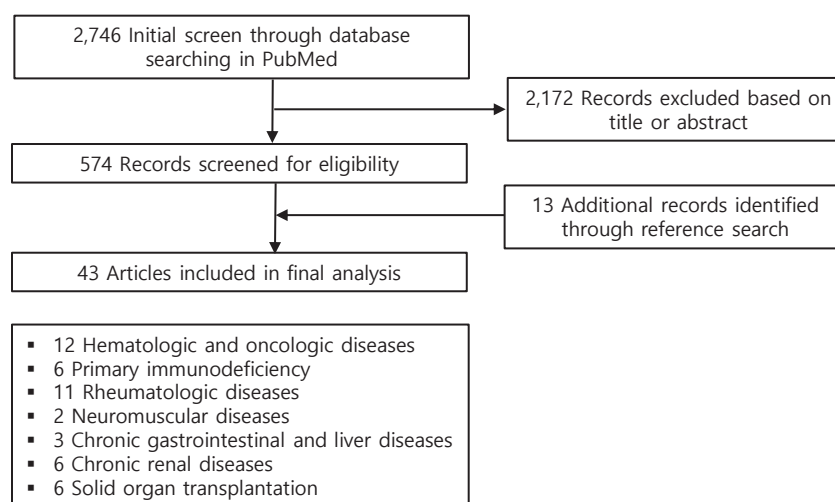 2,746 Initial screen through database
searching in PubMed
2,172 Records excluded based on
title or abstract
574 Records screened for eligibility
13 Additional records identified
through reference search
43 Articles included in final analysis
▪ 12 Hematologic and oncologic diseases
▪ 6 Primary immunodeficiency
▪ 11 Rheumatologic diseases
▪ 2 Neuromuscular diseases
▪ 3 Chronic gastrointestinal and liver diseases
▪ 6 Chronic renal diseases
▪ 6 Solid organ transplantation